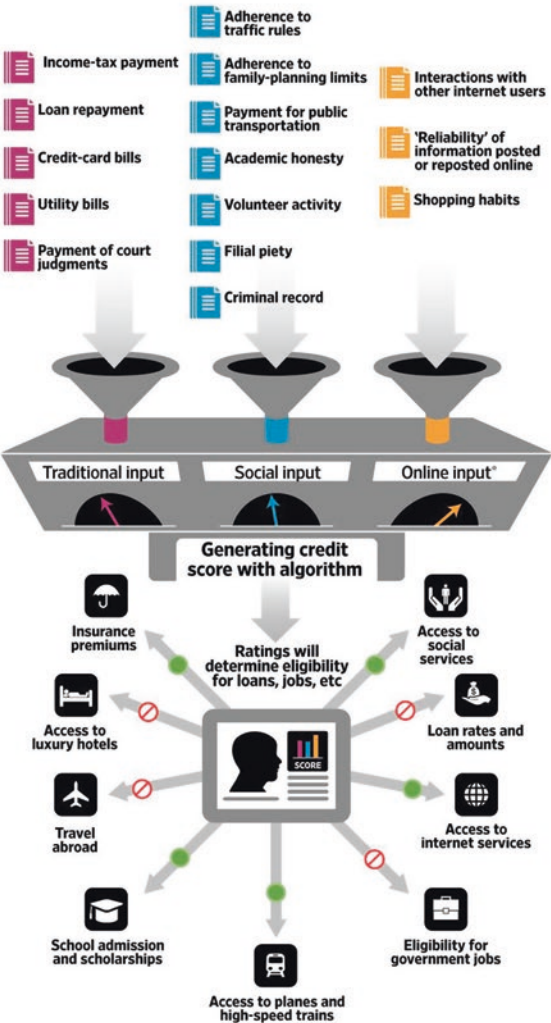 Income-tax payment
Loan repayment
Credit-card bills
Utility bills
Payment of court
judgments
Adherence to
traffic rules
Adherence to
family-planning limits
Payment for public
transportation
Academic honesty
Volunteer activity
Filial piety
Criminal record
Interactions with
other internet users
'Reliability' of
information posted
or reposted online
Shopping habits
Traditional input
Social input
Online input*
Generating credit
score with algorithm
Ratings will
determine eligibility
for loans, jobs, etc
Insurance
premiums
Access to
social
services
Access to
luxury hotels
SCORE
Loan rates and
amounts
Travel
abroad
Access to
internet services
School admission
and scholarships
Eligibility for
government jobs
Access to planes and
high-speed trains